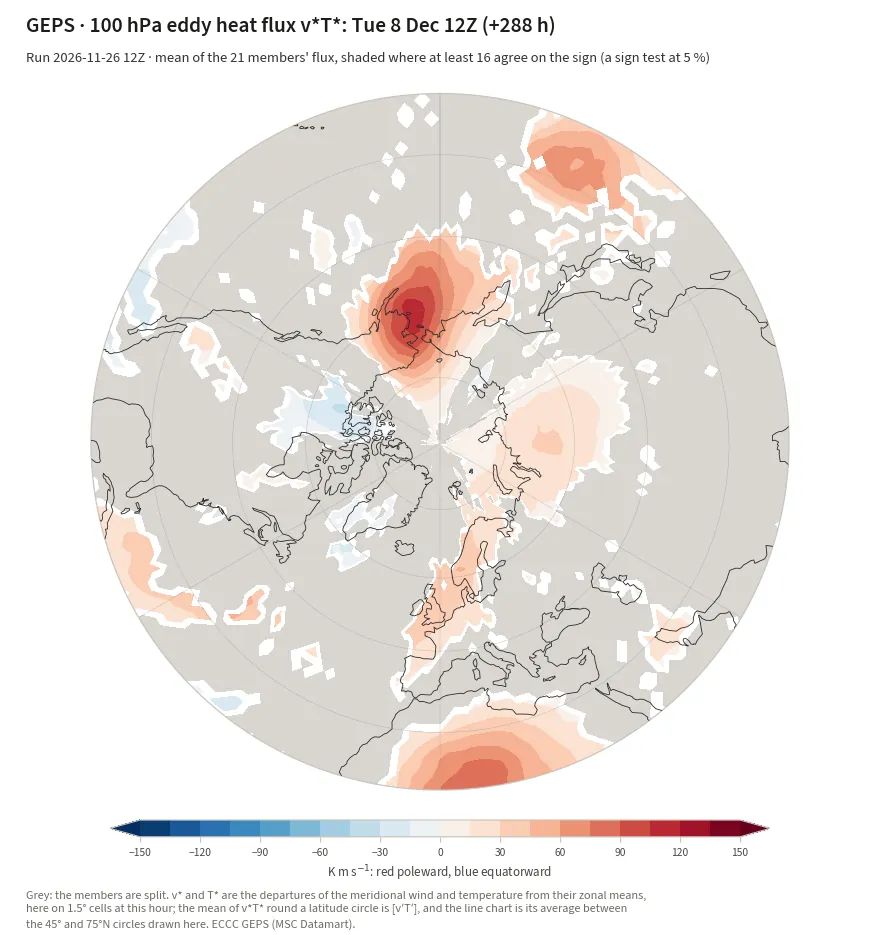 GEPS · 100 hPa eddy heat flux v*T*: Tue 8 Dec 12Z (+288 h)
Run 2026-11-26 12Z · mean of the 21 members' flux, shaded where at least 16 agree on the sign (a sign test at 5 %)
−150 −120 −90 −60 −30 0 30 60 90 120 150
K m s⁻¹: red poleward, blue equatorward
Grey: the members are split. v* and T* are the departures of the meridional wind and temperature from their zonal means,
here on 1.5° cells at this hour; the mean of v*T* round a latitude circle is [v'T'], and the line chart is its average between
the 45° and 75°N circles drawn here. ECCC GEPS (MSC Datamart).